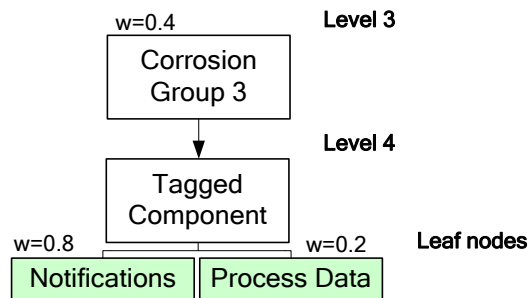 w=0.4
Level 3
Corrosion
Group 3
Level 4
Tagged
Component
w=0.8
w=0.2
Leaf nodes
Notifications
Process Data